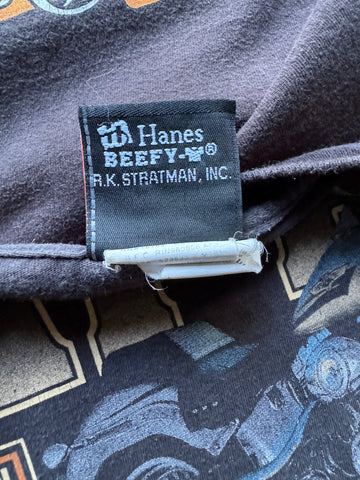 Hanes
BEEFY-T®
R.K. STRATMAN, INC.